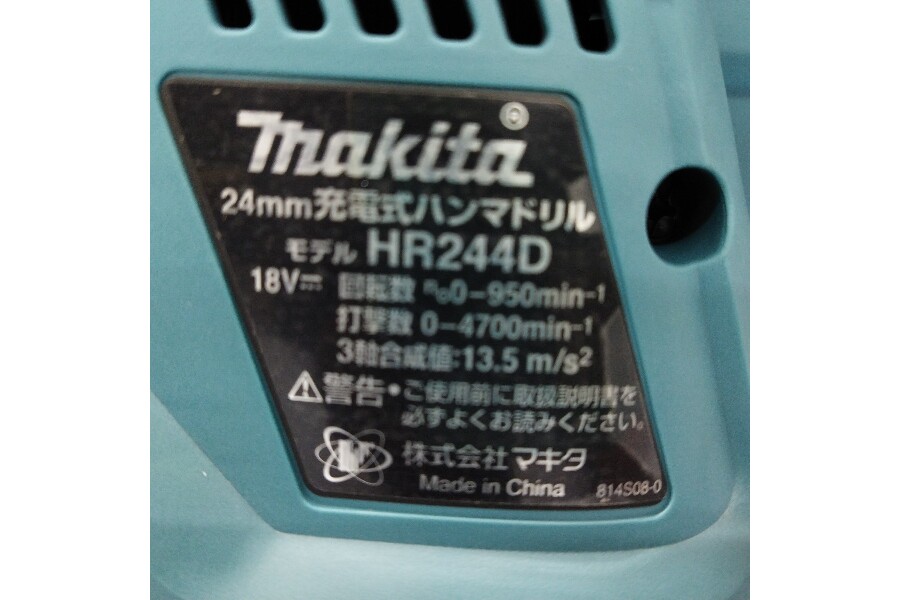 makita
24mm充電式ハンマドリル
モデル HR244D
18V⎓ 回転数 n₀0-950min-1
打撃数 0-4700min-1
3軸合成値:13.5 m/s2
⚠警告・ご使用前に取扱説明書を
必ずよくお読みください。
株式会社マキタ
Made in China 814S08-0